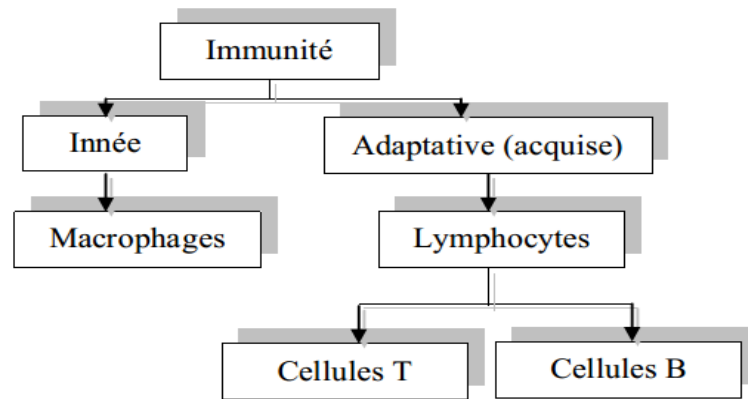 Immunité
Innée
Adaptative (acquise)
Macrophages
Lymphocytes
Cellules T
Cellules B